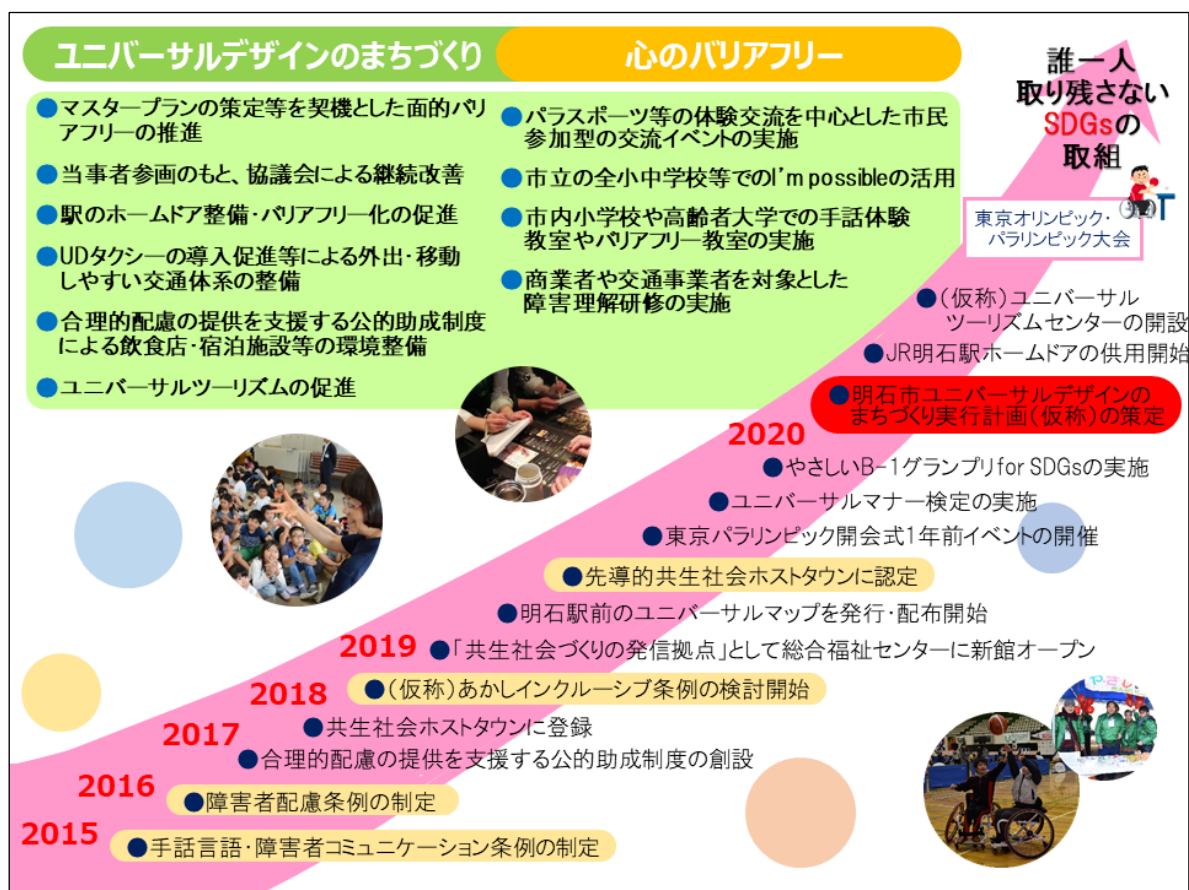 ユニバーサルデザインのまちづくり
心のバリアフリー
●マスタープランの策定等を契機とした面的バリ
アフリーの推進
●当事者参画のもと、協議会による継続改善
●駅のホームドア整備・バリアフリー化の促進
●UDタクシーの導入促進等による外出・移動
しやすい交通体系の整備
●合理的配慮の提供を支援する公的助成制度
による飲食店・宿泊施設等の環境整備
●ユニバーサルツーリズムの促進
●パラスポーツ等の体験交流を中心とした市民
参加型の交流イベントの実施
●市立の全小中学校等でのI'm possibleの活用
●市内小学校や高齢者大学での手話体験
教室やバリアフリー教室の実施
●商業者や交通事業者を対象とした
障害理解研修の実施
誰一人
取り残さない
SDGsの
取組
東京オリンピック・
パラリンピック大会
●(仮称)ユニバーサル
ツーリズムセンターの開設
●JR明石駅ホームドアの供用開始
●明石市ユニバーサルデザインの
まちづくり実行計画(仮称)の策定
2020
●やさしいB-1グランプリfor SDGsの実施
●ユニバーサルマナー検定の実施
●東京パラリンピック開会式1年前イベントの開催
●先導的共生社会ホストタウンに認定
●明石駅前のユニバーサルマップを発行・配布開始
2019
●「共生社会づくりの発信拠点」として総合福祉センターに新館オープン
2018
●(仮称)あかしインクルーシブ条例の検討開始
●共生社会ホストタウンに登録
2017
●合理的配慮の提供を支援する公的助成制度の創設
2016
●障害者配慮条例の制定
2015
●手話言語・障害者コミュニケーション条例の制定
やさし